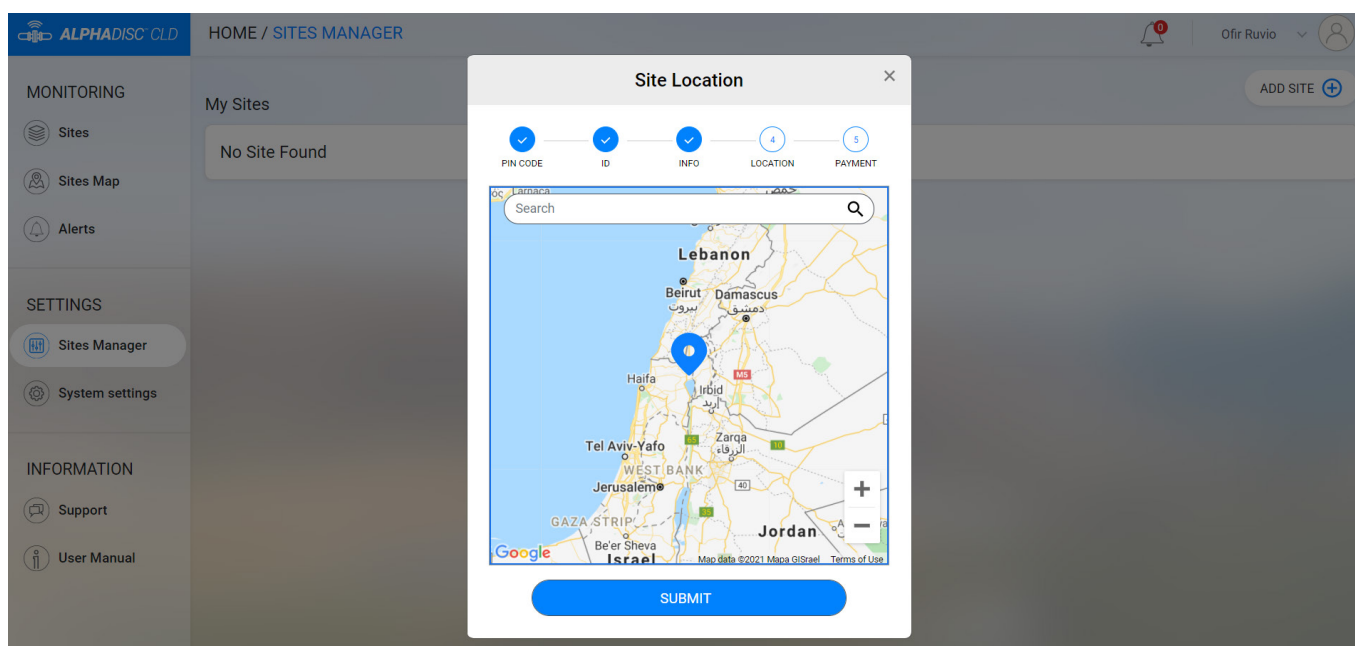 ALPHADISC CLD
HOME / SITES MANAGER
0
Ofir Ruvio
MONITORING
Sites
Sites Map
Alerts
SETTINGS
Sites Manager
System settings
INFORMATION
Support
User Manual
My Sites
ADD SITE
No Site Found
Site Location
4
5
PIN CODE
ID
INFO
LOCATION
PAYMENT
Larnaca
حمص
Search
Lebanon
Beirut
بيروت
Damascus
دمشق
Haifa
M5
Irbid
إربد
Tel Aviv-Yafo
65
Zarqa
الزرقاء
10
WEST BANK
Jerusalem
40
35
GAZA STRIP
Jordan
Be'er Sheva
Israel
Google
Map data ©2021 Mapa GISrael
Terms of Use
SUBMIT